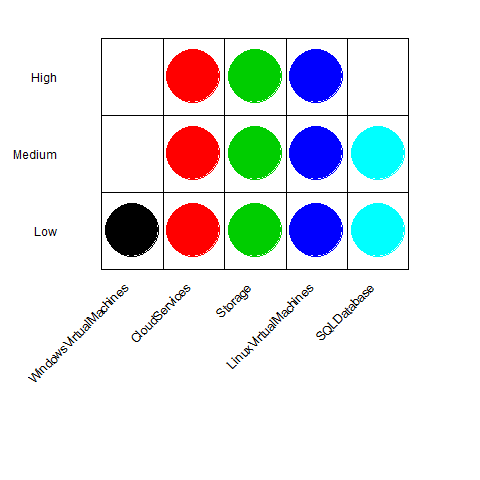 High
Medium
Low
WindowsVirtualMachines
CloudServices
Storage
LinuxVirtualMachines
SQLDatabase